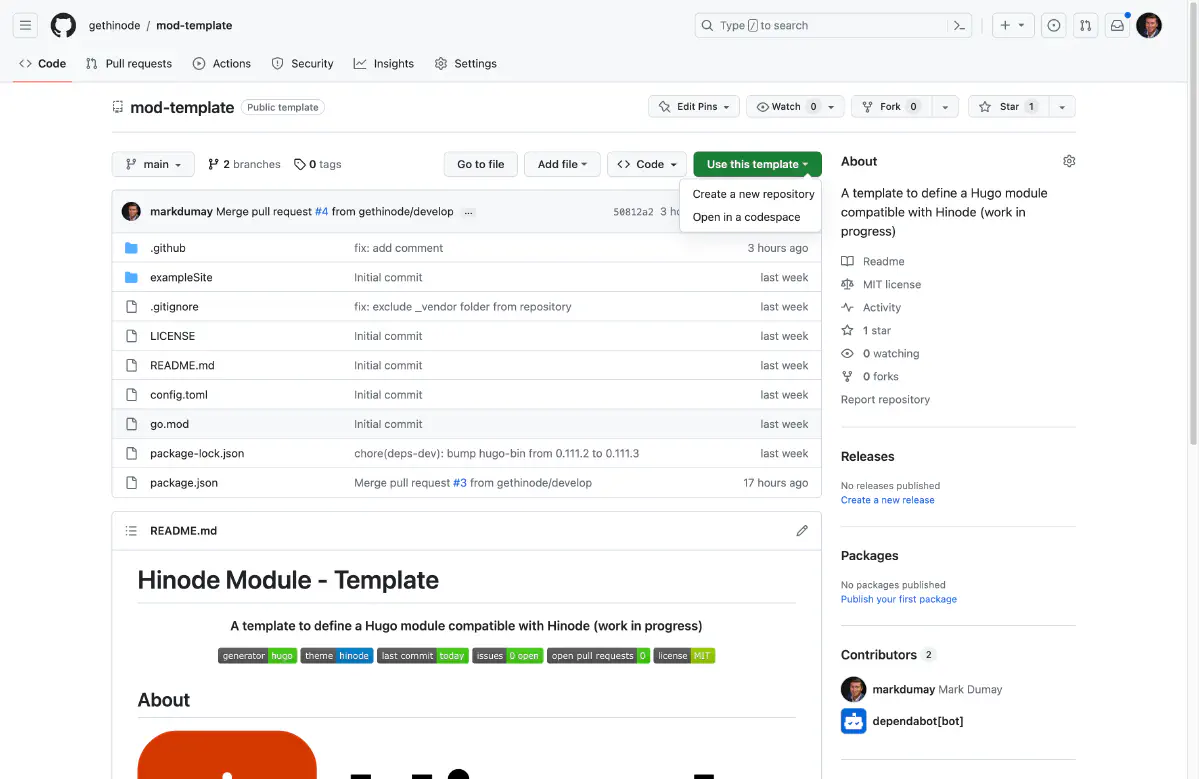 gethinode / mod-template
Type / to search
Code Pull requests Actions Security Insights Settings
mod-template Public template
Edit Pins Watch 0 Fork 0 Star 1
main 2 branches 0 tags
Go to file Add file Code Use this template
Create a new repository
Open in a codespace
markdumay Merge pull request #4 from gethinode/develop ... 50812a2 3
.github fix: add comment 3 hours ago
exampleSite Initial commit last week
.gitignore fix: exclude _vendor folder from repository last week
LICENSE Initial commit last week
README.md Initial commit last week
config.toml Initial commit last week
go.mod Initial commit last week
package-lock.json chore(deps-dev): bump hugo-bin from 0.111.2 to 0.111.3 last week
package.json Merge pull request #3 from gethinode/develop 17 hours ago
README.md
Hinode Module - Template
A template to define a Hugo module compatible with Hinode (work in progress)
generator hugo theme hinode last commit today issues 0 open open pull requests 0 license MIT
About
About
A template to define a Hugo module
compatible with Hinode (work in
progress)
Readme
MIT license
Activity
1 star
0 watching
0 forks
Report repository
Releases
No releases published
Create a new release
Packages
No packages published
Publish your first package
Contributors 2
markdumay Mark Dumay
dependabot[bot]